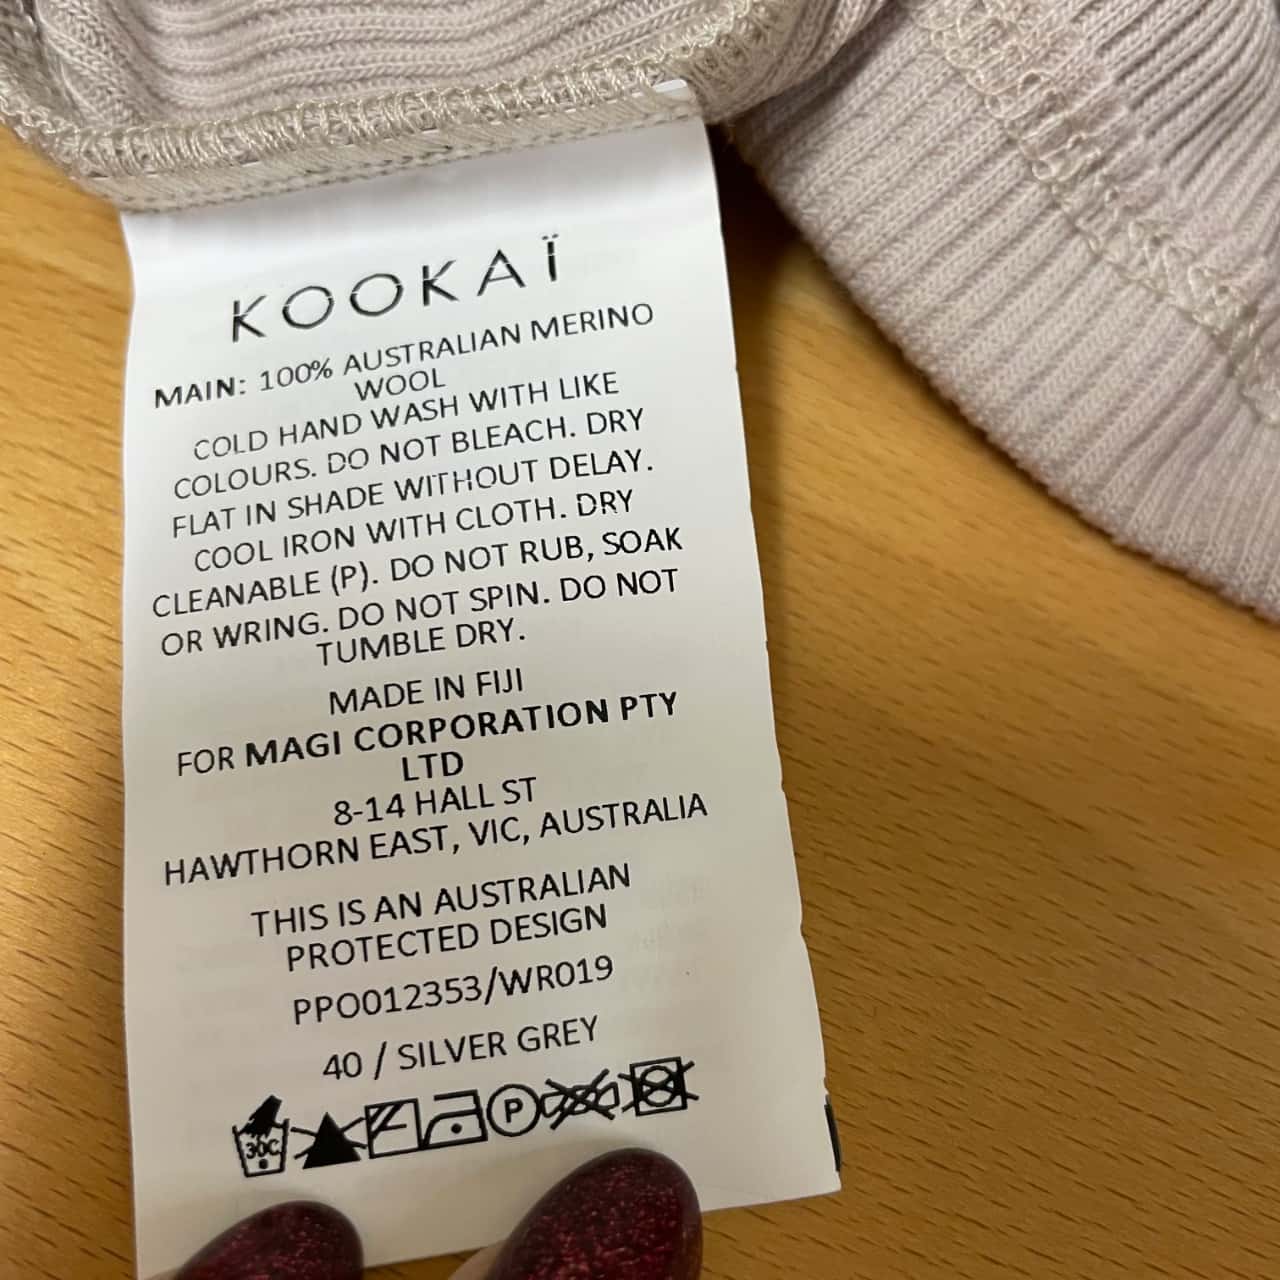 KOOKAÏ
MAIN: 100% AUSTRALIAN MERINO
WOOL
COLD HAND WASH WITH LIKE
COLOURS. DO NOT BLEACH. DRY
FLAT IN SHADE WITHOUT DELAY.
COOL IRON WITH CLOTH. DRY
CLEANABLE (P). DO NOT RUB, SOAK
OR WRING. DO NOT SPIN. DO NOT
TUMBLE DRY.
MADE IN FIJI
FOR MAGI CORPORATION PTY
LTD
8-14 HALL ST
HAWTHORN EAST, VIC, AUSTRALIA
THIS IS AN AUSTRALIAN
PROTECTED DESIGN
PPO012353/WR019
40 / SILVER GREY
30C P